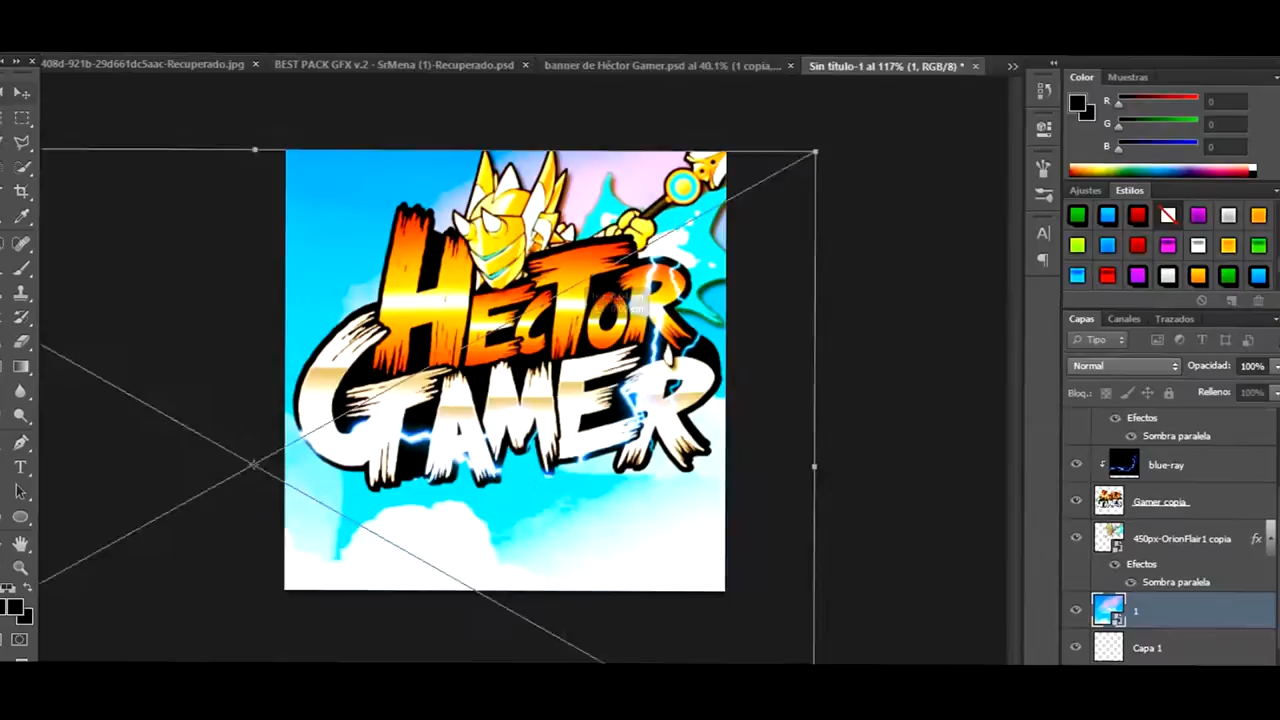 408d-921b-29d661dc5aac-Recuperado.jpg × BEST PACK GFX v.2 - SrMena (1)-Recuperado.psd × banner de Héctor Gamer.psd al 40.1% (1 copia,... × Sin título-1 al 117% (1, RGB/8) * ×
Color Muestras
R 0
G 0
B 0
Ajustes Estilos
HECTOR
GAMER
Capas Canales Trazados
Tipo
Normal Opacidad: 100%
Bloq.: Relleno: 100%
Efectos
Sombra paralela
blue-ray
Gamer copia
450px-OrionFlair1 copia fx
Efectos
Sombra paralela
1
Capa 1